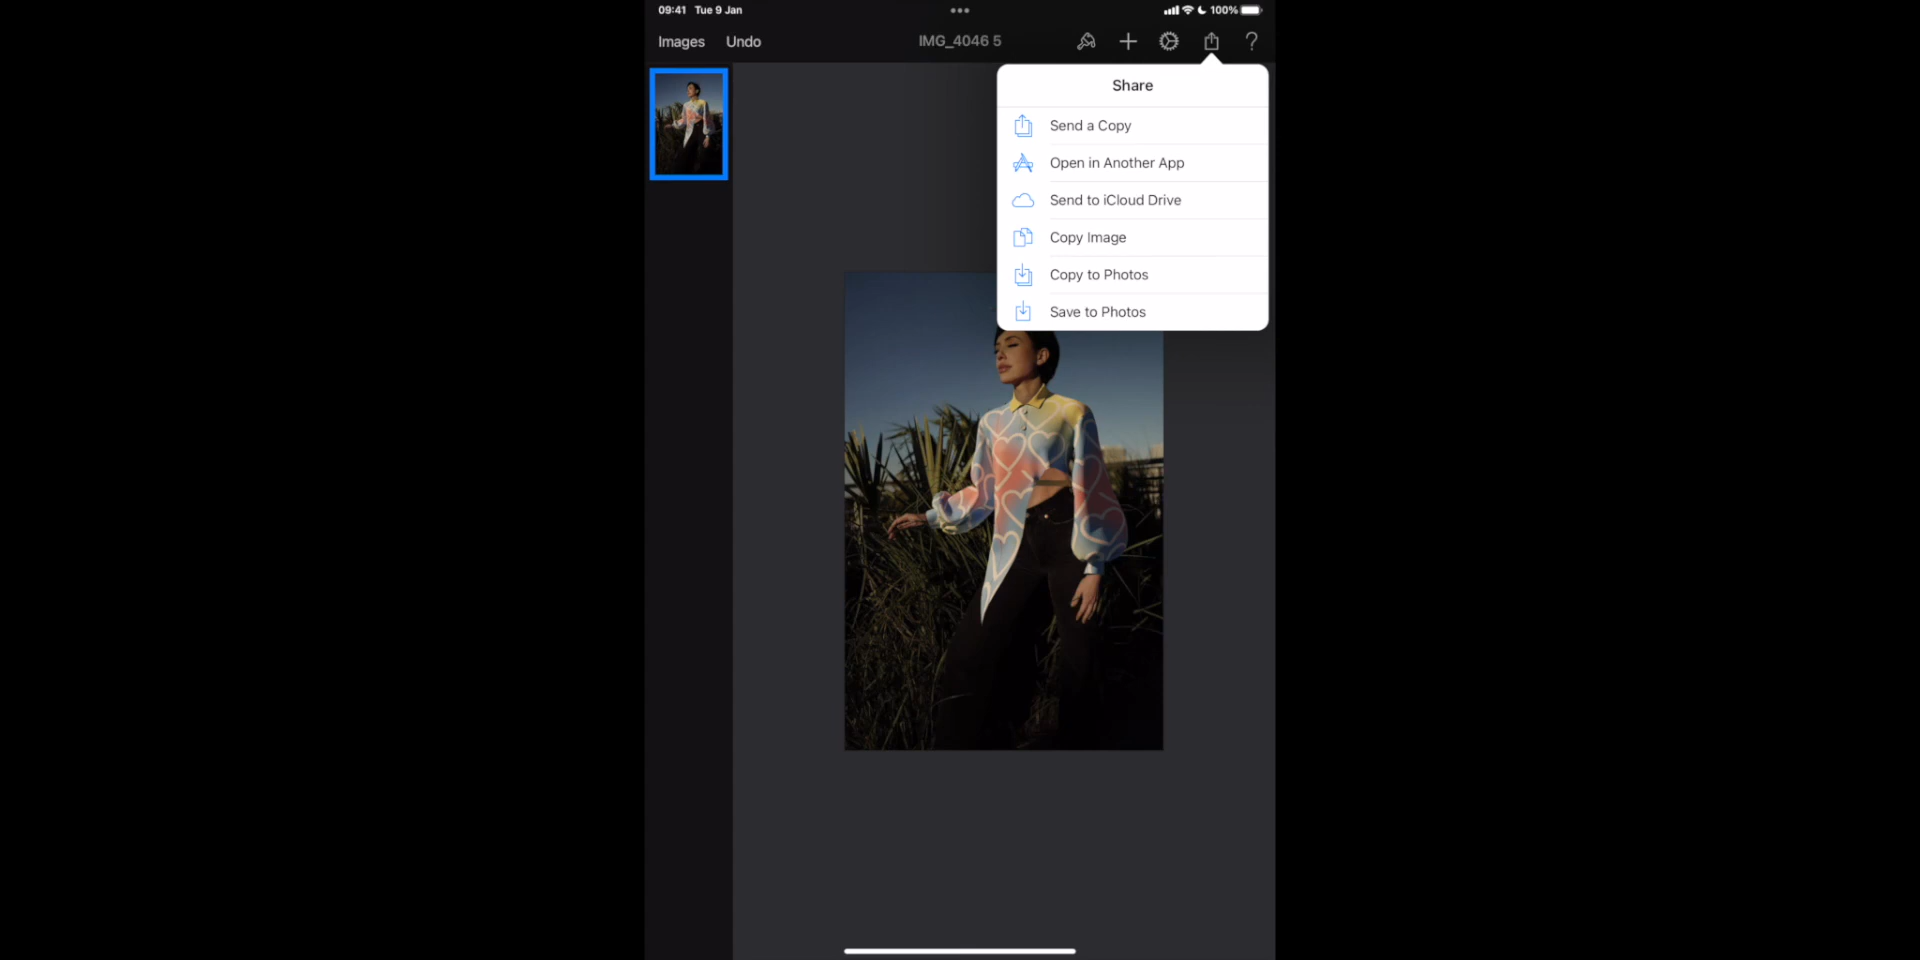 09:41 Tue 9 Jan
100%
Images Undo IMG_4046 5
Share
Send a Copy
Open in Another App
Send to iCloud Drive
Copy Image
Copy to Photos
Save to Photos